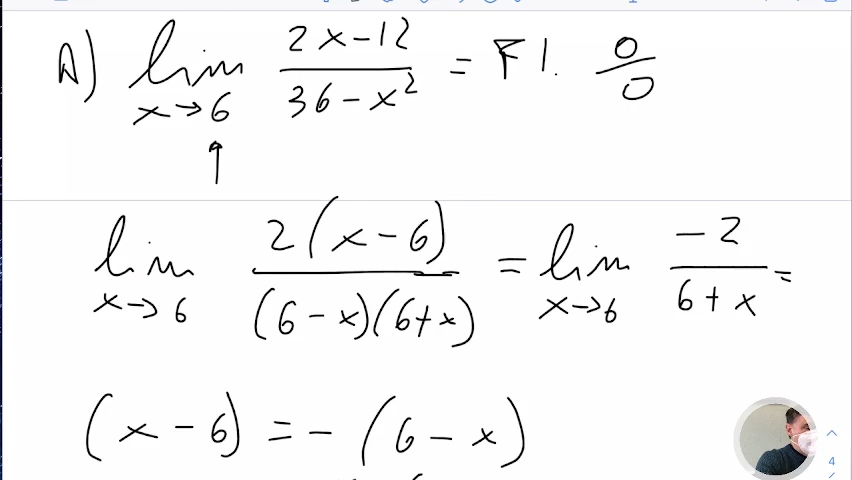 A) lim x→6 (2x-12)/(36-x²) = F I. 0/0
lim x→6 2(x-6)/((6-x)(6+x)) = lim x→6 -2/(6+x) =
(x-6) = -(6-x)
4